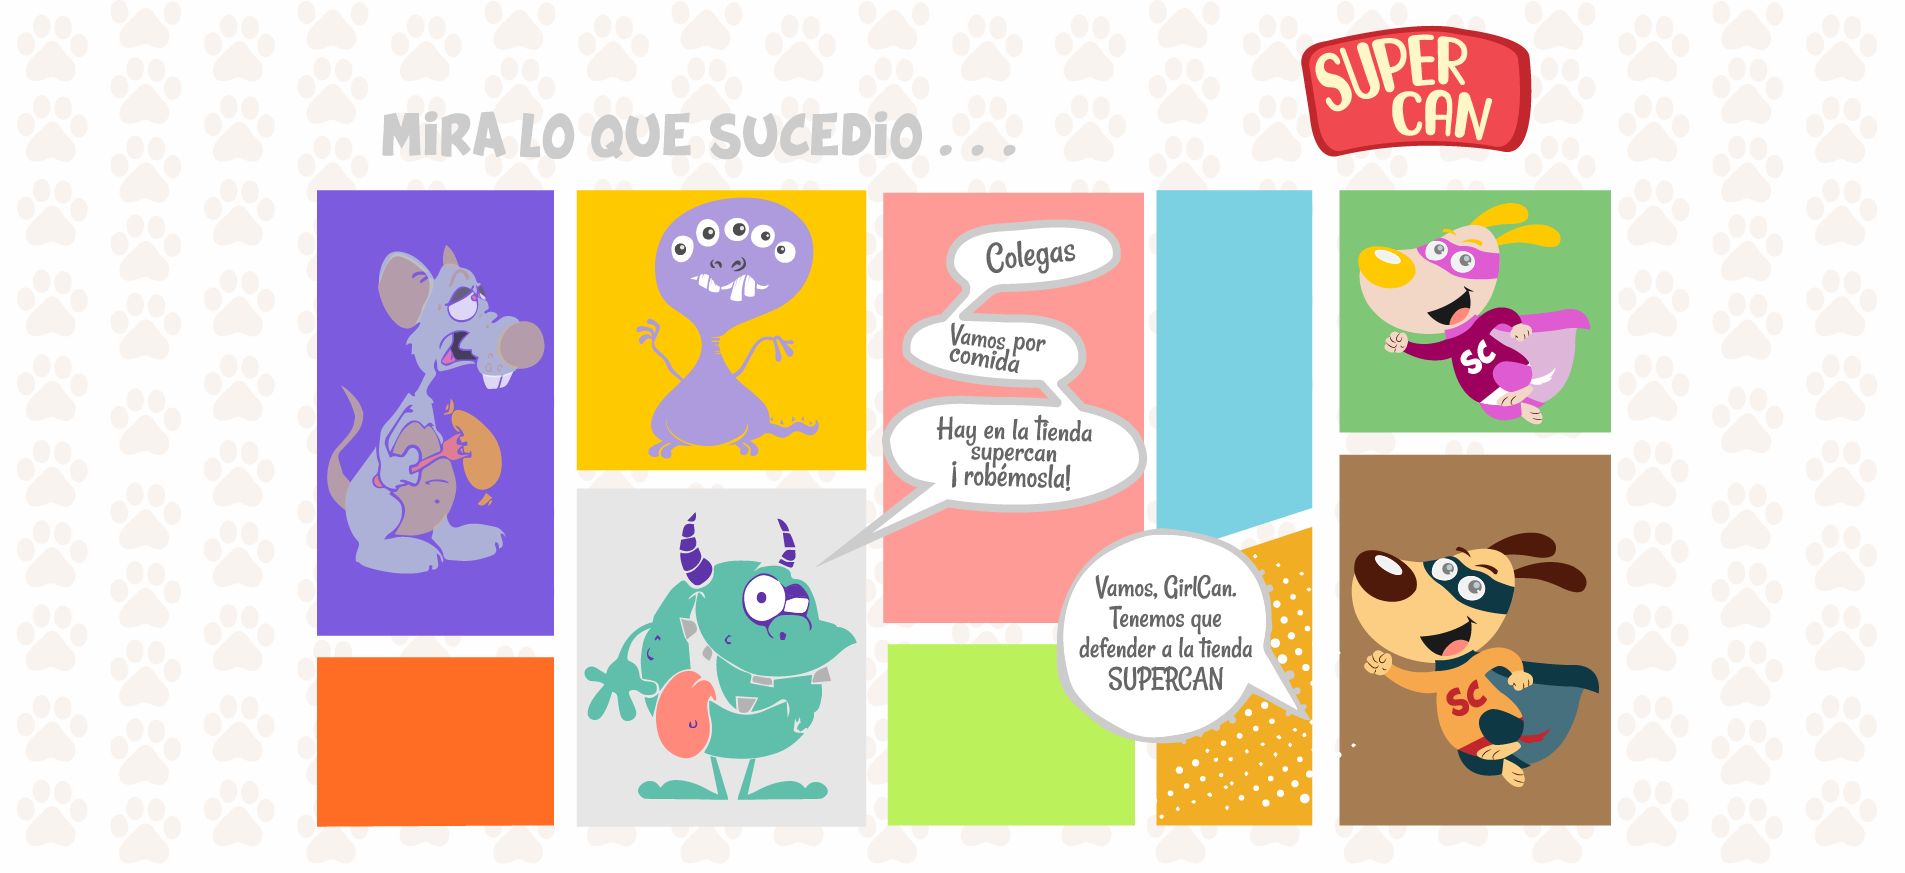 SUPER
CAN
MiRA LO QUE SUCEDiO . . .
Colegas
Vamos por
comida
Hay en la tienda
supercan
¡ robémosla!
Vamos, GirlCan.
Tenemos que
defender a la tienda
SUPERCAN
SC
SC